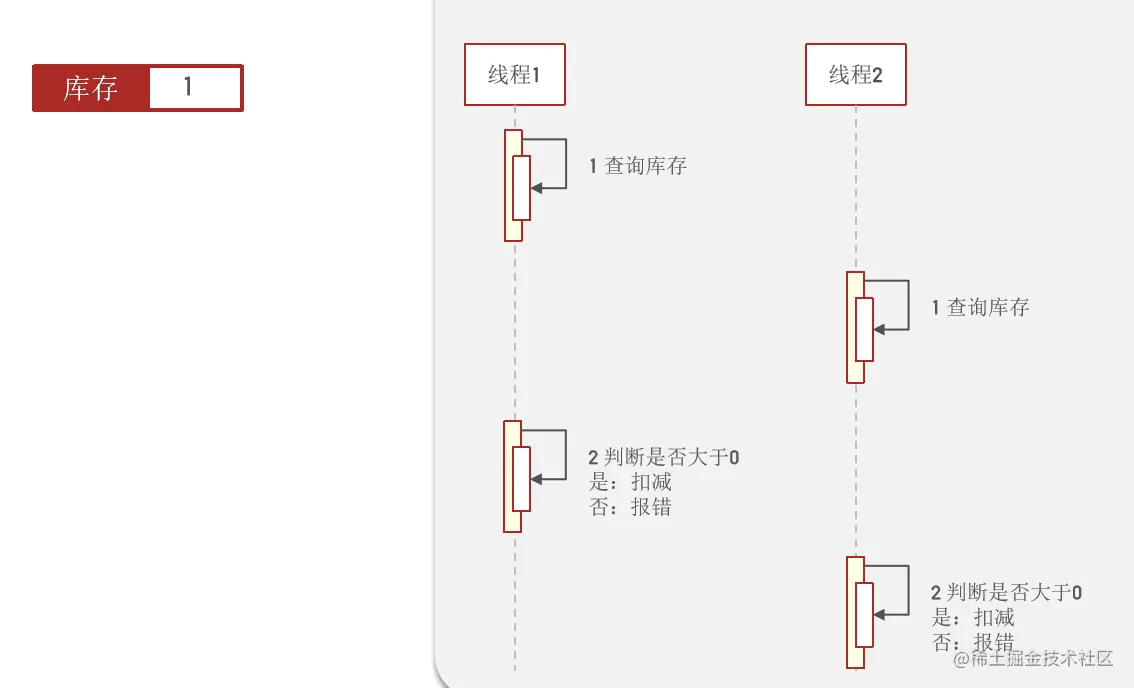 库存 1
线程1 线程2
1 查询库存
1 查询库存
2 判断是否大于0
是：扣减
否：报错
2 判断是否大于0
是：扣减
否：报错
@稀土掘金技术社区